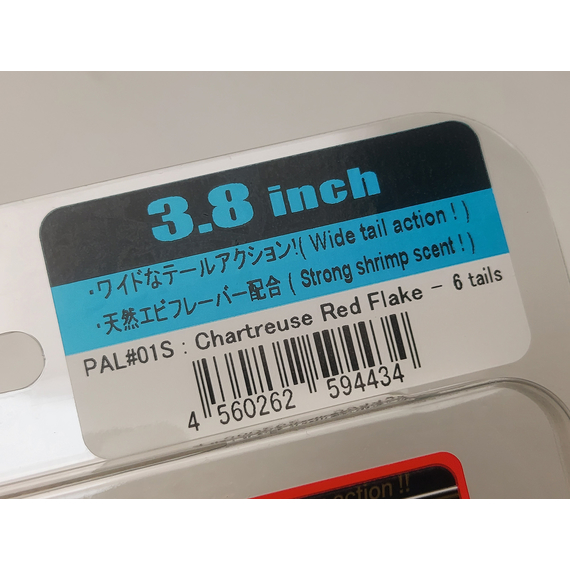 3.8 inch
・ワイドなテールアクション!( Wide tail action ! )
・天然エビフレーバー配合 ( Strong shrimp scent ! )
PAL#01S : Chartreuse Red Flake - 6 tails
4 560262 594434
action !!